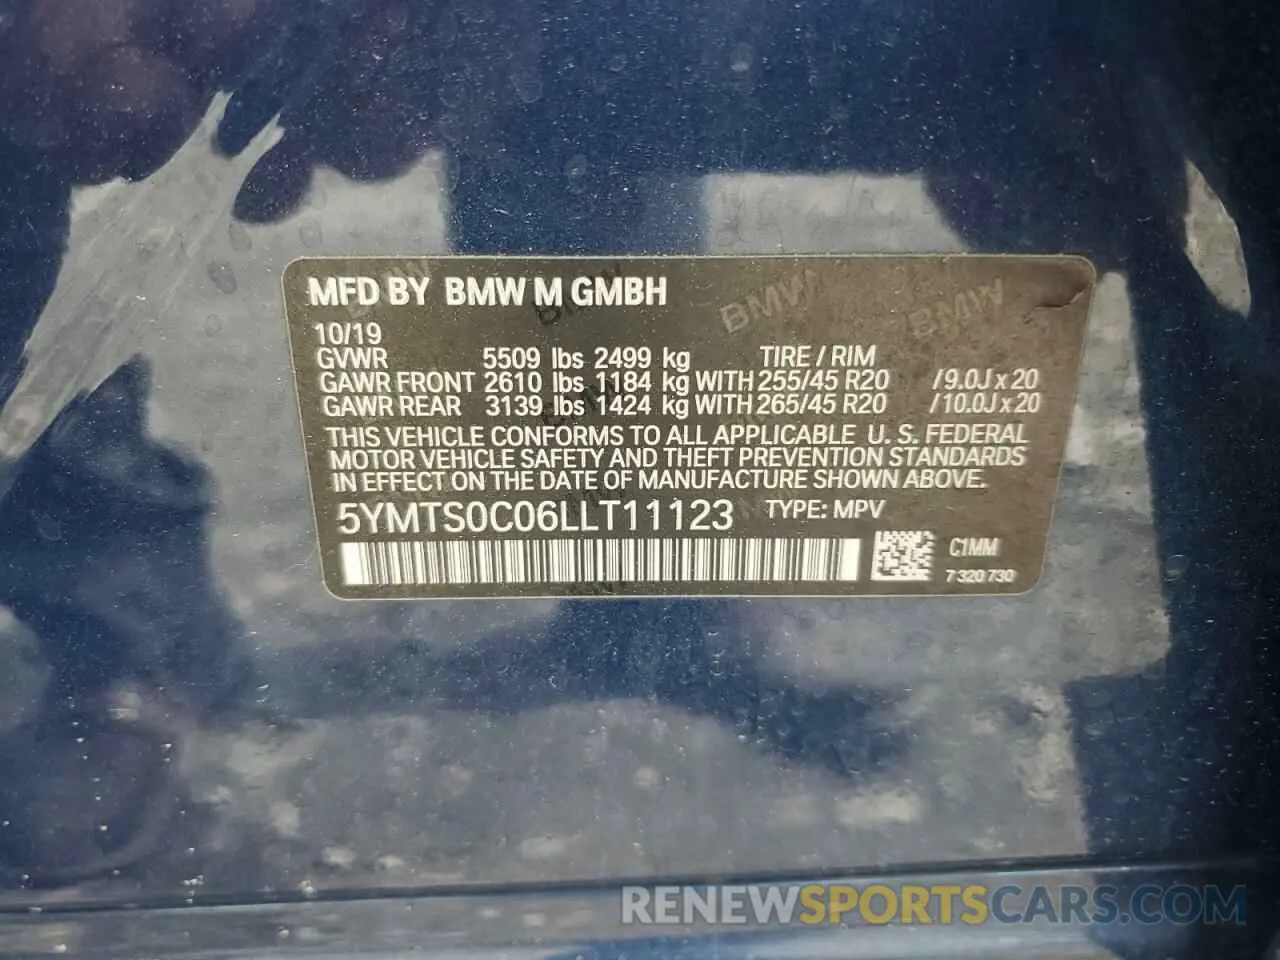 MFD BY BMW M GMBH
10/19
GVWR 5509 lbs 2499 kg TIRE / RIM
GAWR FRONT 2610 lbs 1184 kg WITH 255/45 R20 /9.0J x 20
GAWR REAR 3139 lbs 1424 kg WITH 265/45 R20 /10.0J x 20
THIS VEHICLE CONFORMS TO ALL APPLICABLE U. S. FEDERAL
MOTOR VEHICLE SAFETY AND THEFT PREVENTION STANDARDS
IN EFFECT ON THE DATE OF MANUFACTURE SHOWN ABOVE.
5YMTS0C06LLT11123 TYPE: MPV
C1MM
7 320 730
RENEWSPORTSCARS.COM